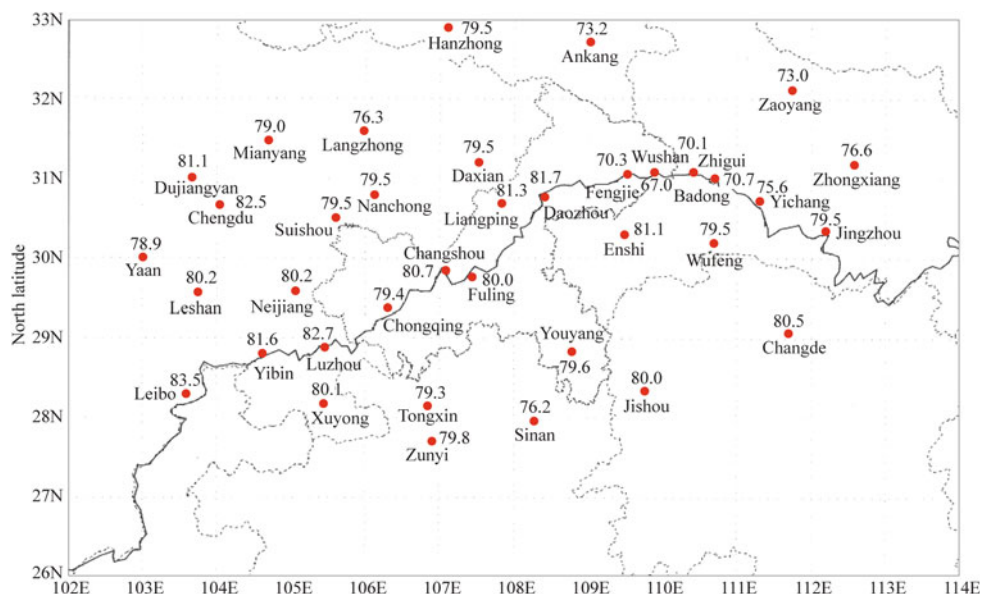 33N
79.5
Hanzhong
73.2
Ankang
73.0
Zaoyang
32N
79.0
Mianyang
76.3
Langzhong
79.5
Daxian
70.1
Wushan
Zhigui
76.6
Zhongxiang
81.1
Dujiangyan
31N
82.5
Chengdu
79.5
Nanchong
79.5
Suishou
81.3
Liangping
81.7
Daozhou
70.3
Fengjie
67.0
Badong
70.7
75.6
Yichang
79.5
Jingzhou
81.1
Enshi
79.5
Wufeng
78.9
Yaan
30N
Changshou
80.7
80.0
Fuling
80.2
Leshan
80.2
Neijiang
79.4
Chongqing
North latitude
29N
81.6
Yibin
82.7
Luzhou
Youyang
79.6
80.5
Changde
83.5
Leibo
80.1
Xuyong
79.3
Tongxin
76.2
Sinan
80.0
Jishou
28N
79.8
Zunyi
27N
26N
102E 103E 104E 105E 106E 107E 108E 109E 110E 111E 112E 113E 114E